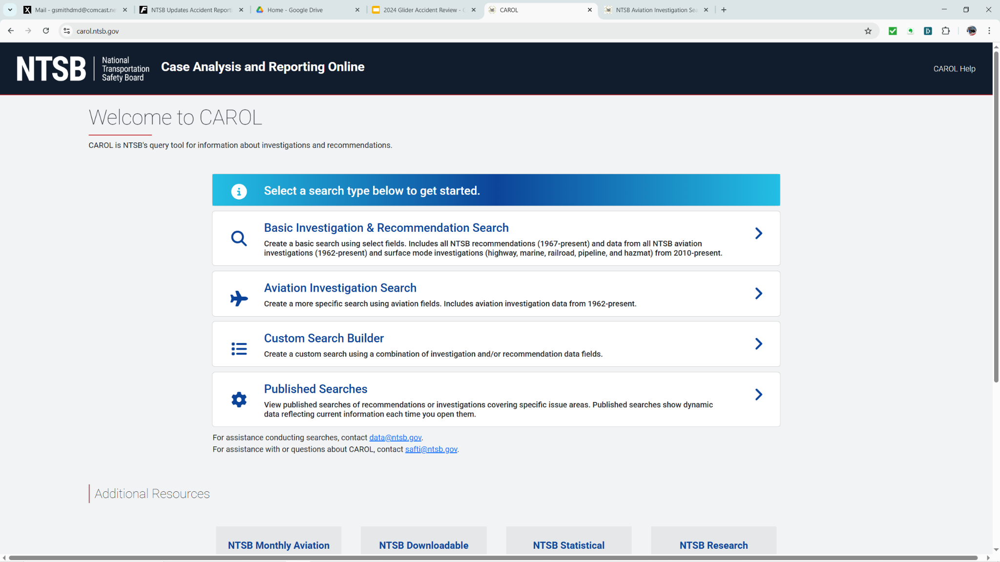 Mail - gsmithdmd@comcast.ne
NTSB Updates Accident Reporti
Home - Google Drive
2024 Glider Accident Review - G
CAROL
NTSB Aviation Investigation Sea
carol.ntsb.gov
NTSB
National
Transportation
Safety Board
Case Analysis and Reporting Online
CAROL Help
Welcome to CAROL
CAROL is NTSB's query tool for information about investigations and recommendations.
Select a search type below to get started.
Basic Investigation & Recommendation Search
Create a basic search using select fields. Includes all NTSB recommendations (1967-present) and data from all NTSB aviation
investigations (1962-present) and surface mode investigations (highway, marine, railroad, pipeline, and hazmat) from 2010-present.
Aviation Investigation Search
Create a more specific search using aviation fields. Includes aviation investigation data from 1962-present.
Custom Search Builder
Create a custom search using a combination of investigation and/or recommendation data fields.
Published Searches
View published searches of recommendations or investigations covering specific issue areas. Published searches show dynamic
data reflecting current information each time you open them.
For assistance conducting searches, contact data@ntsb.gov.
For assistance with or questions about CAROL, contact safti@ntsb.gov.
Additional Resources
NTSB Monthly Aviation
NTSB Downloadable
NTSB Statistical
NTSB Research